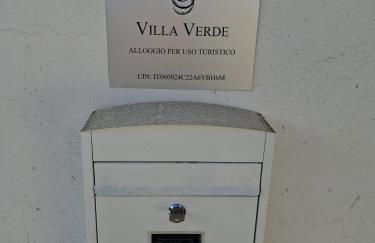 VILLA VERDE
ALLOGGIO PER USO TURISTICO
CIN: IT060024C22A6YBH6M